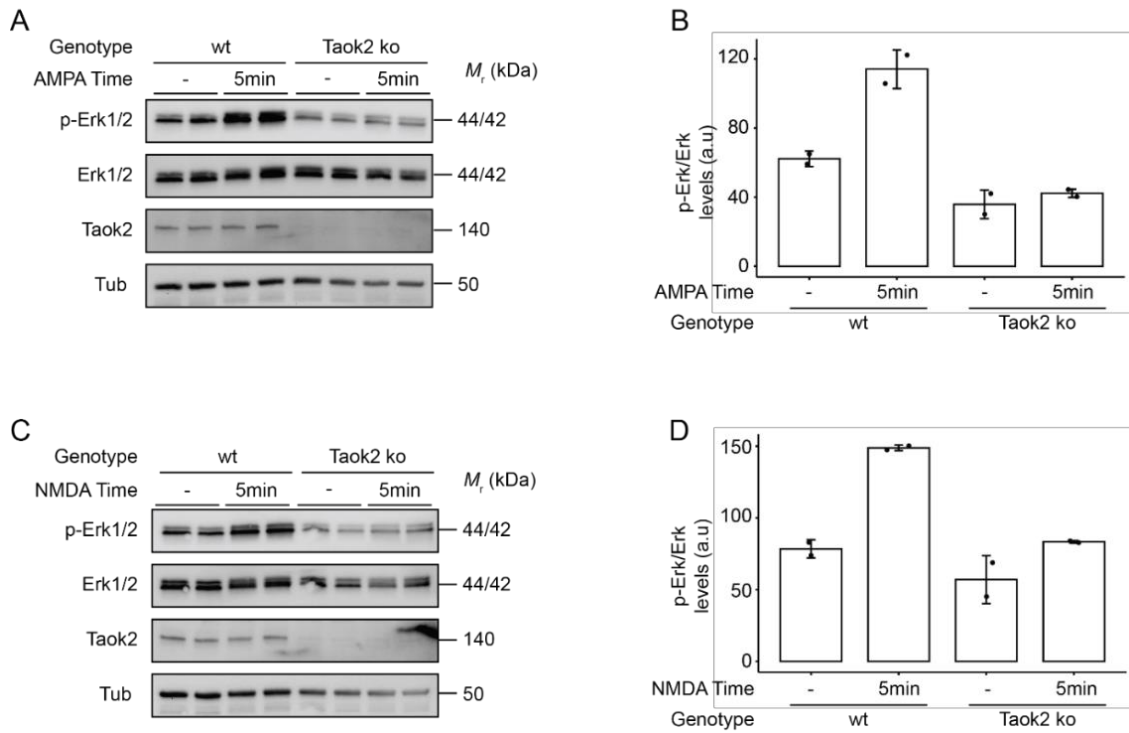 A
Genotype wt Taok2 ko
AMPA Time - 5min - 5min Mr (kDa)
p-Erk1/2 44/42
Erk1/2 44/42
Taok2 140
Tub 50
B
p-Erk/Erk
levels (a.u)
120
80
40
0
AMPA Time - 5min - 5min
Genotype wt Taok2 ko
C
Genotype wt Taok2 ko
NMDA Time - 5min - 5min Mr (kDa)
p-Erk1/2 44/42
Erk1/2 44/42
Taok2 140
Tub 50
D
p-Erk/Erk
levels (a.u)
150
100
50
0
NMDA Time - 5min - 5min
Genotype wt Taok2 ko